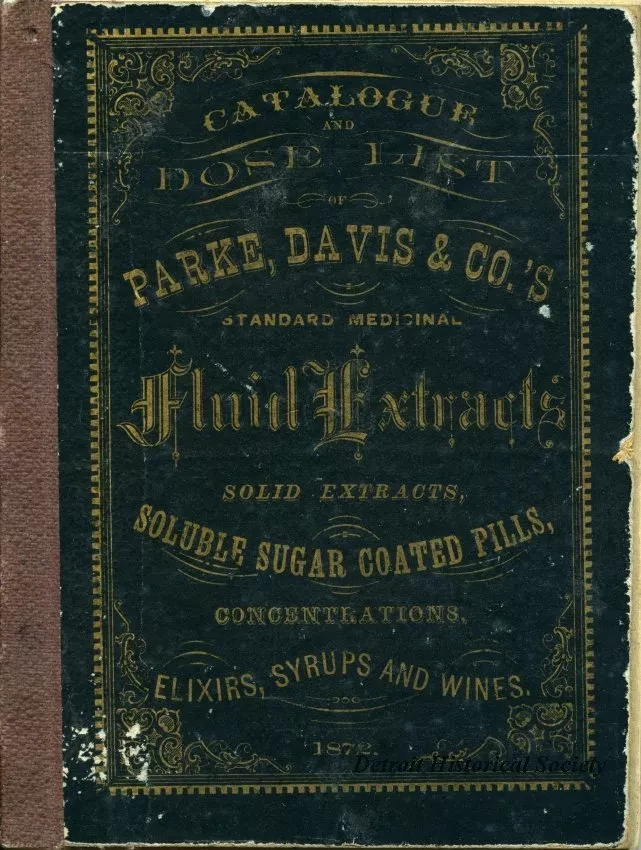 CATALOGUE
AND
DOSE LIST
OF
PARKE, DAVIS & CO.'S
STANDARD MEDICINAL
Fluid Extracts
SOLID EXTRACTS,
SOLUBLE SUGAR COATED PILLS,
CONCENTRATIONS,
ELIXIRS, SYRUPS AND WINES.
1872.
Detroit Historical Society